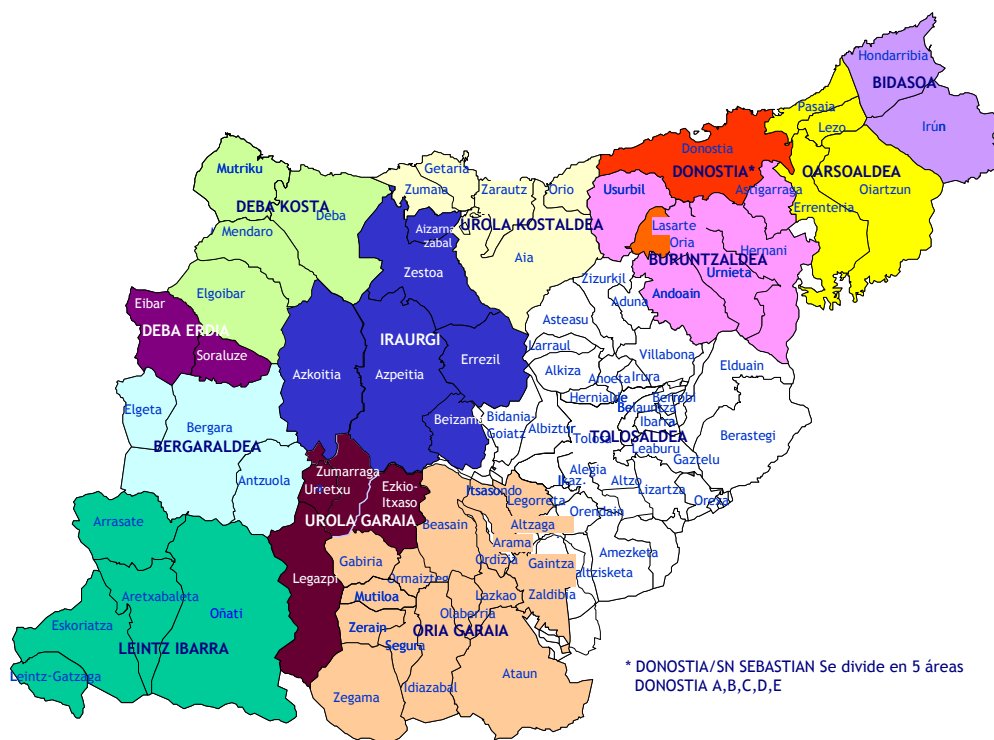 Hondarribia
BIDASOA
Pasaia
Lezo
Irún
Donostia
DONOSTIA*
OARSOALDEA
Mutriku
Getaria
Zumaia
Zarautz
Orio
Usurbil
Astigarraga
Oiartzun
DEBA KOSTA
Deba
Errenteria
Mendaro
Aizarna
zabal
UROLA KOSTALDEA
Lasarte
Oria
Hernani
Aia
BURUNTZALDEA
Zestoa
Urnieta
Zizurkil
Elgoibar
Andoain
Aduna
Eibar
Asteasu
DEBA ERDIA
IRAURGI
Larraul
Villabona
Soraluze
Errezil
Elduain
Azkoitia
Azpeitia
Alkiza
Anoeta
Irura
Hernialde
Berrobi
Elgeta
Belauntza
Beizama
Bidania-
Goiatz
Albiztur
Ibarra
Bergara
Tolosa
TOLOSALDEA
Berastegi
BERGARALDEA
Leaburu
Gaztelu
Zumarraga
Alegia
Antzuola
Urretxu
Ezkio-
Itxaso
Itsasondo
Ikaz.
Altzo
Lizartza
Orexa
Legorreta
Orendain
Arrasate
UROLA GARAIA
Beasain
Altzaga
Arama
Amezketa
Gabiria
Ordizia
Gaintza
Legazpi
Ormaizteg
altzisketa
Aretxabaleta
Mutiloa
Lazkao
Zaldibia
Oñati
Olaberria
Eskoriatza
Zerain
ORIA GARAIA
LEINTZ IBARRA
Segura
Leintz-Gatzaga
Ataun
Zegama
Idiazabal
* DONOSTIA/SN SEBASTIAN Se divide en 5 áreas
DONOSTIA A,B,C,D,E